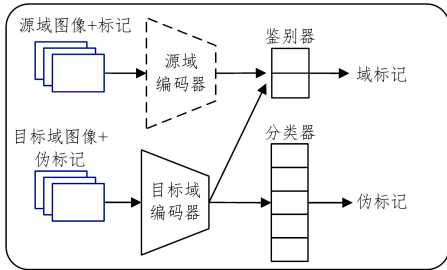 源域图像+标记
源域
编码器
鉴别器
域标记
目标域图像+
伪标记
目标域
编码器
分类器
伪标记